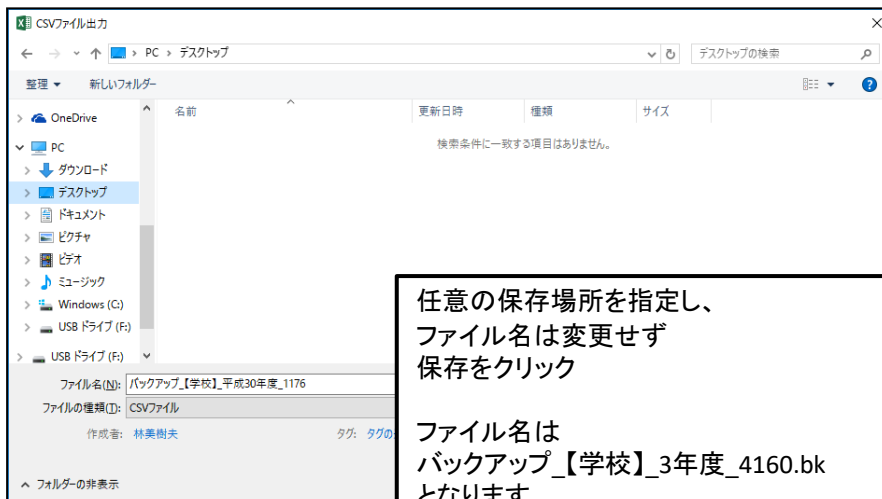 CSVファイル出力
PC › デスクトップ
デスクトップの検索
整理 ▼ 新しいフォルダー
名前 更新日時 種類 サイズ
検索条件に一致する項目はありません。
OneDrive
PC
ダウンロード
デスクトップ
ドキュメント
ピクチャ
ビデオ
ミュージック
Windows (C:)
USB ドライブ (F:)
USB ドライブ (F:)
ファイル名(N): バックアップ_【学校】_平成30年度_1176
ファイルの種類(T): CSVファイル
作成者: 林美樹夫 タグ: タグの
フォルダーの非表示
任意の保存場所を指定し、
ファイル名は変更せず
保存をクリック
ファイル名は
バックアップ_【学校】_3年度_4160.bk
となります